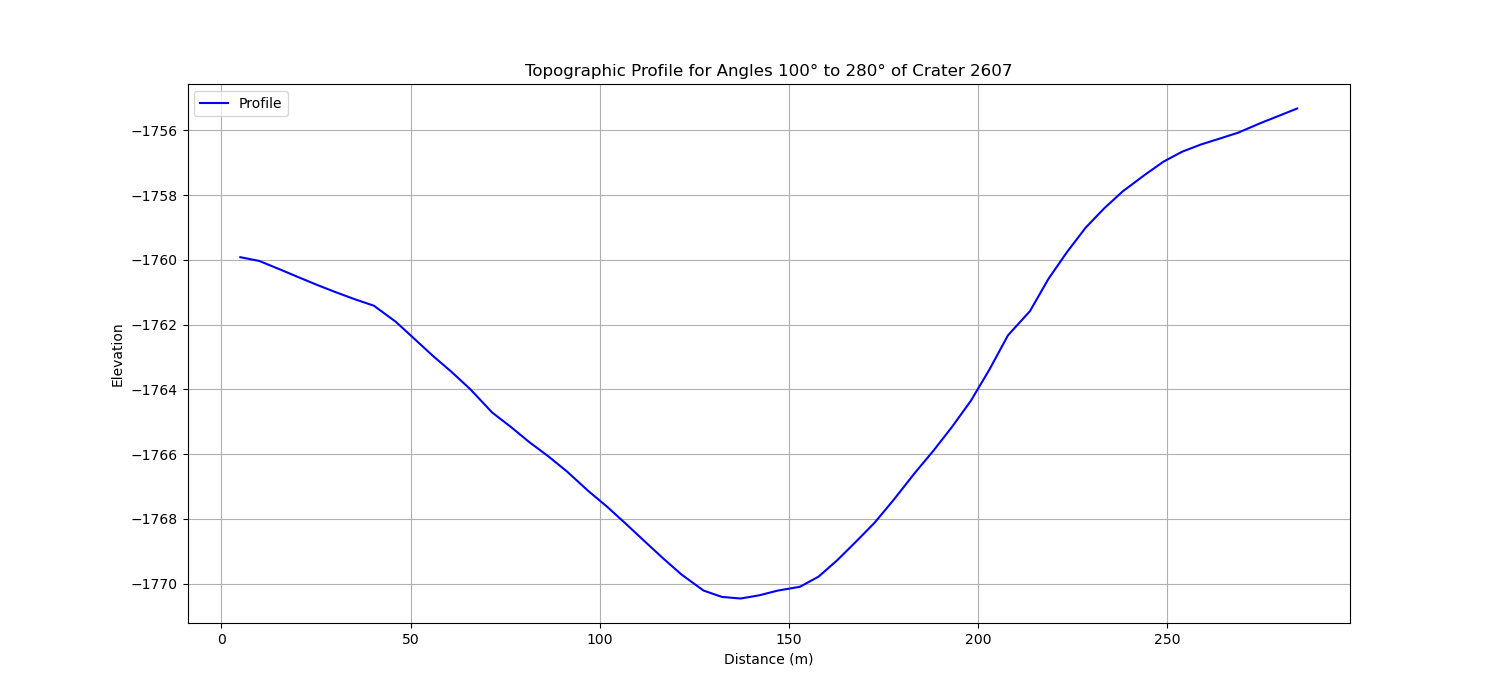 Topographic Profile for Angles 100° to 280° of Crater 2607
Profile
−1756
−1758
−1760
−1762
−1764
−1766
−1768
−1770
Elevation
0 50 100 150 200 250
Distance (m)